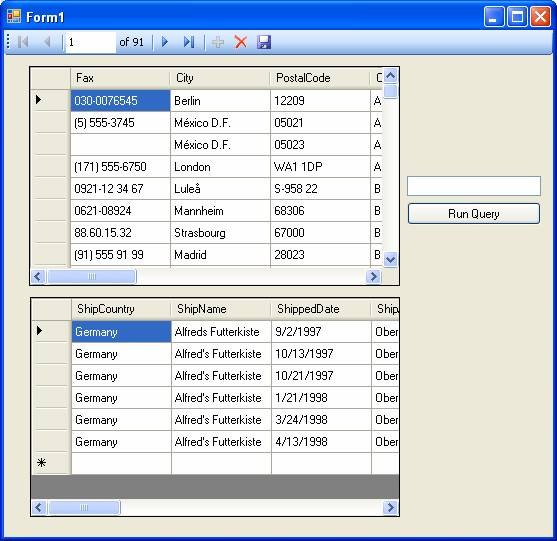 Form1
1 of 91
Fax City PostalCode C
030-0076545 Berlin 12209 A
(5) 555-3745 México D.F. 05021 A
México D.F. 05023 A
(171) 555-6750 London WA1 1DP A
0921-12 34 67 Luleå S-958 22 B
0621-08924 Mannheim 68306 B
88.60.15.32 Strasbourg 67000 B
(91) 555 91 99 Madrid 28023 B
Run Query
ShipCountry ShipName ShippedDate Ship
Germany Alfreds Futterkiste 9/2/1997 Ober
Germany Alfred's Futterkiste 10/13/1997 Ober
Germany Alfred's Futterkiste 10/21/1997 Ober
Germany Alfred's Futterkiste 1/21/1998 Ober
Germany Alfred's Futterkiste 3/24/1998 Ober
Germany Alfred's Futterkiste 4/13/1998 Ober